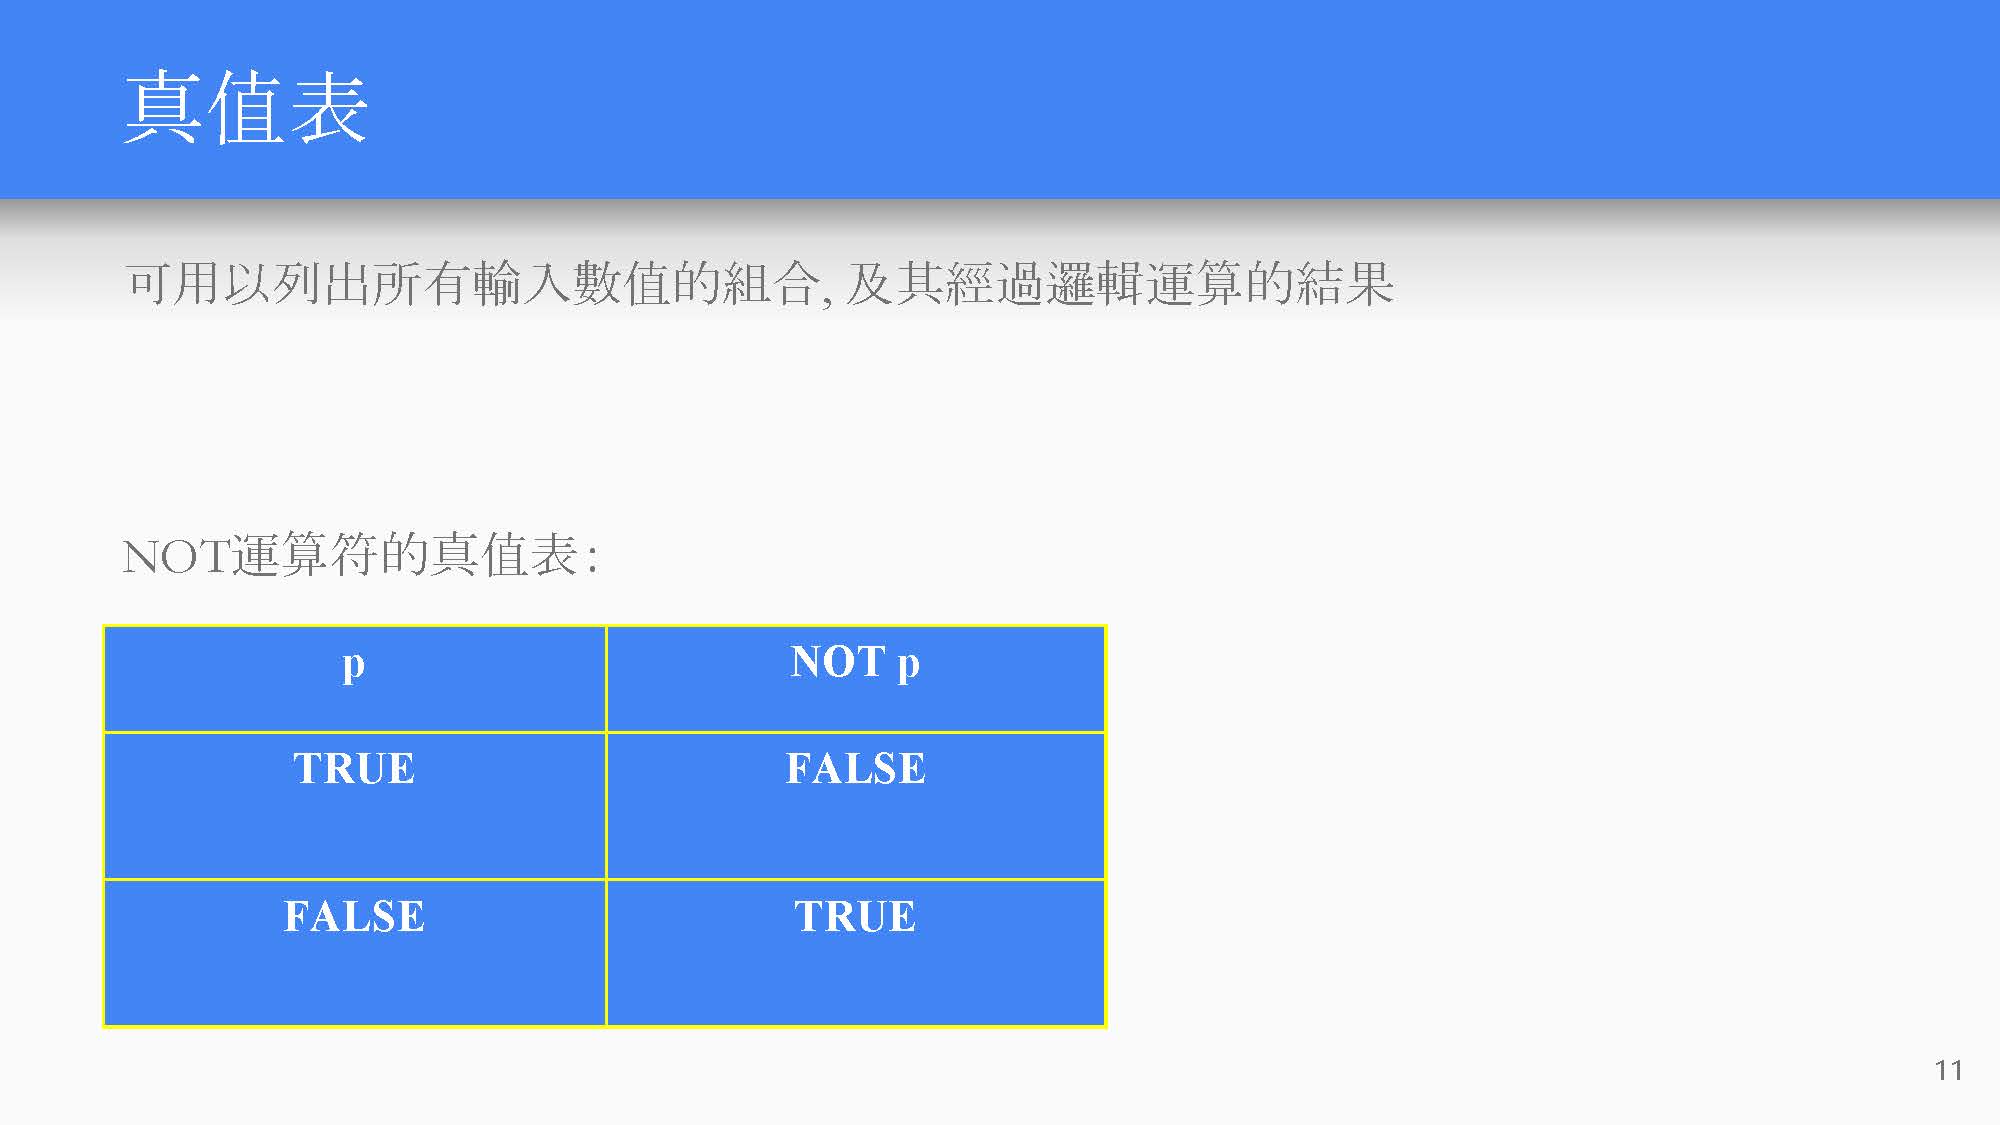 真值表
可用以列出所有輸入數值的組合, 及其經過邏輯運算的結果
NOT運算符的真值表:
p NOT p
TRUE FALSE
FALSE TRUE
11